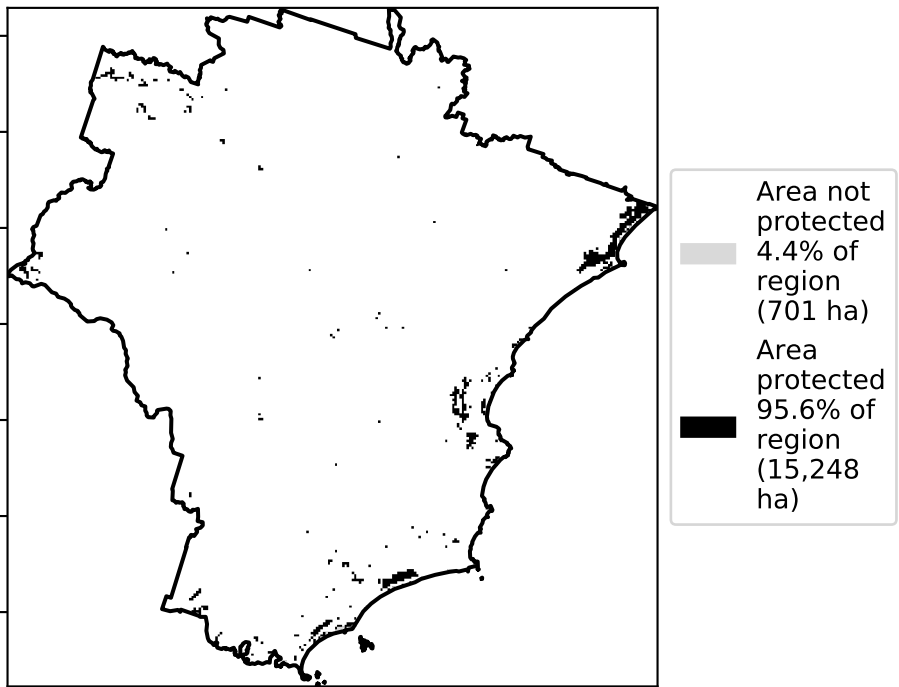 Area not
protected
4.4% of
region
(701 ha)
Area
protected
95.6% of
region
(15,248
ha)